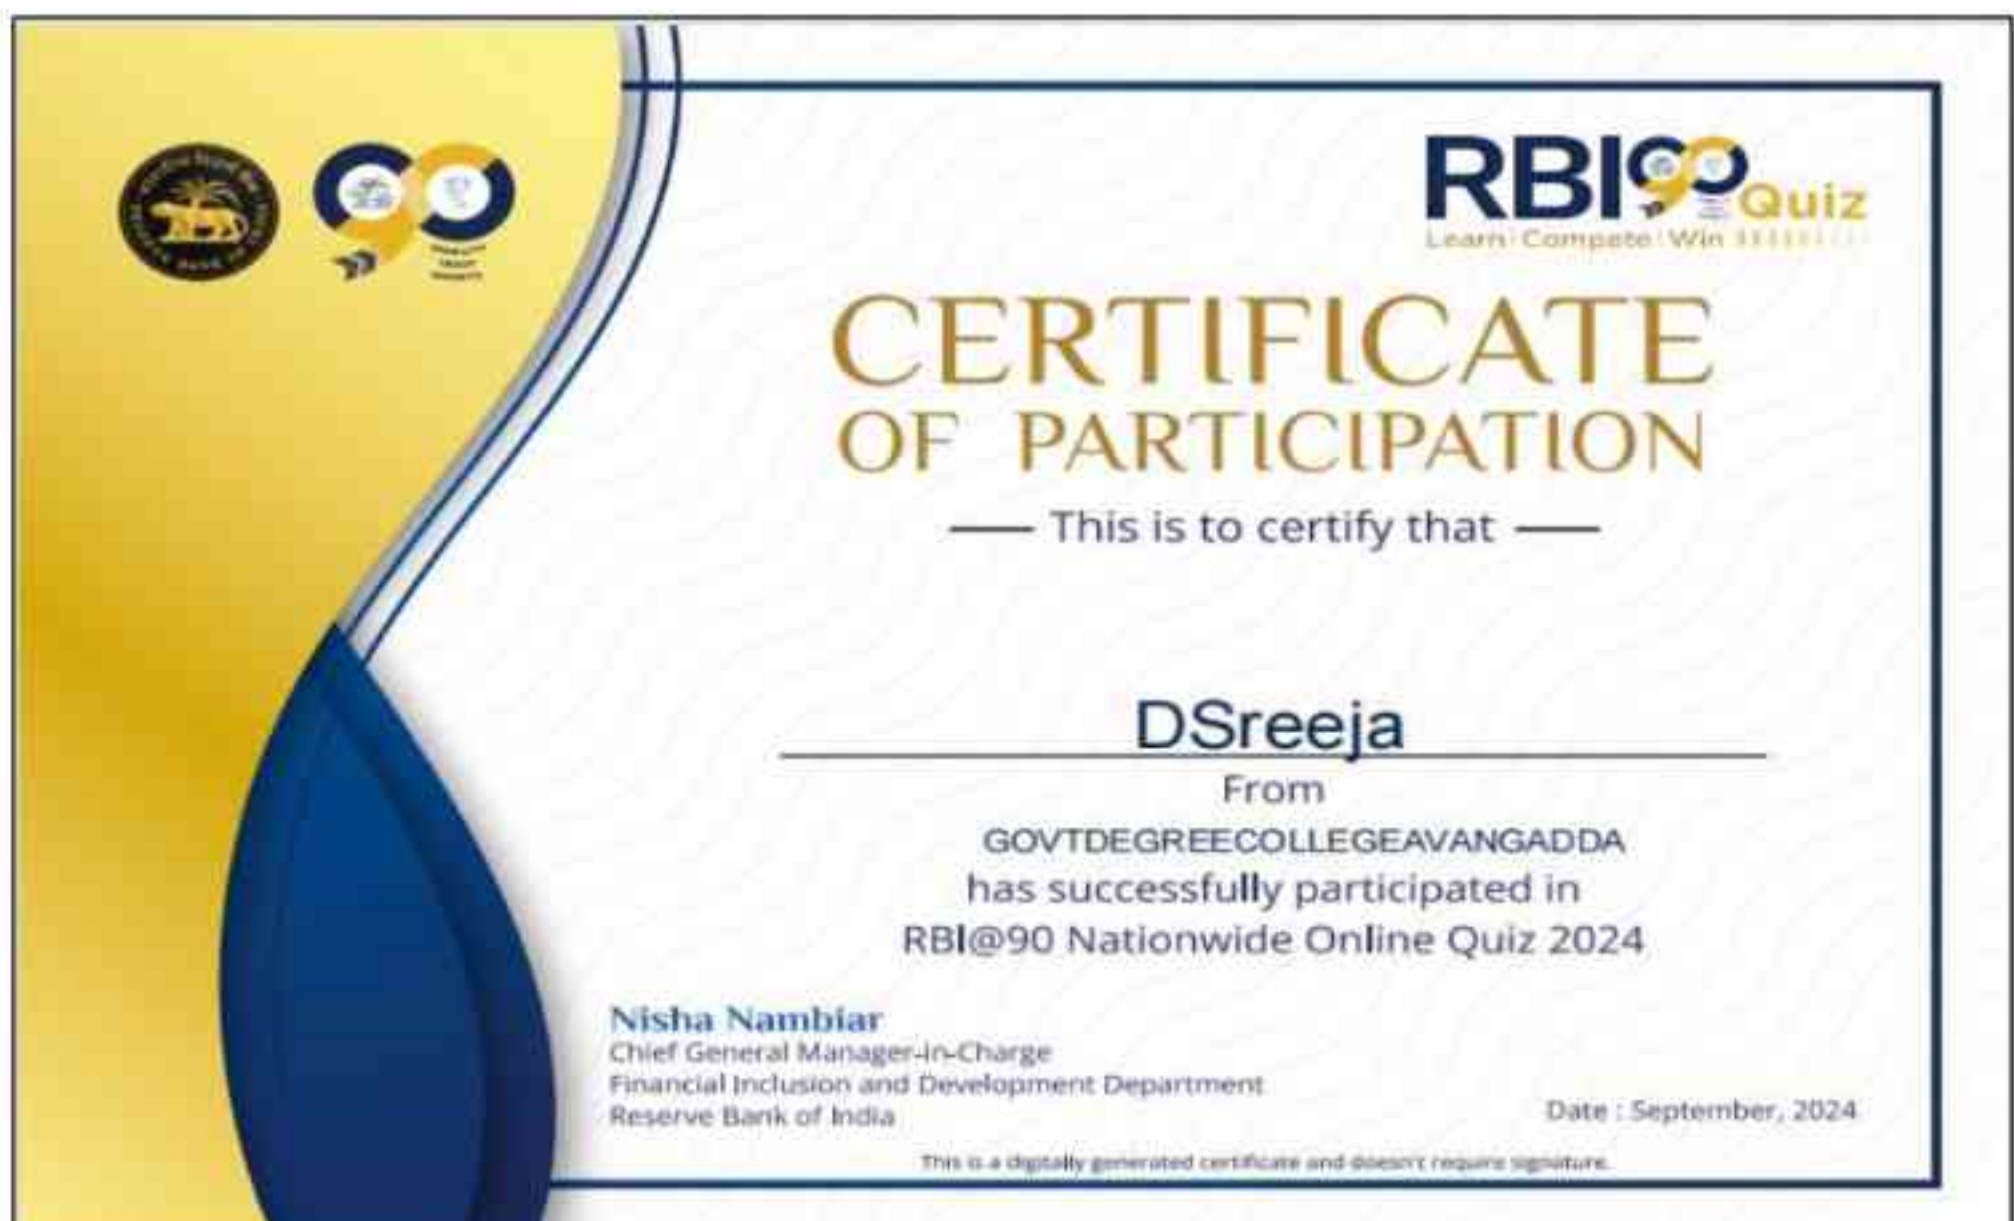 RBI90 Quiz
Learn | Compete | Win
CERTIFICATE
OF PARTICIPATION
This is to certify that
DSreeja
From
GOVTDEGREECOLLEGEAVANGADDA
has successfully participated in
RBI@90 Nationwide Online Quiz 2024
Nisha Nambiar
Chief General Manager-in-Charge
Financial Inclusion and Development Department
Reserve Bank of India
Date : September, 2024
This is a digitally generated certificate and doesn't require signature.